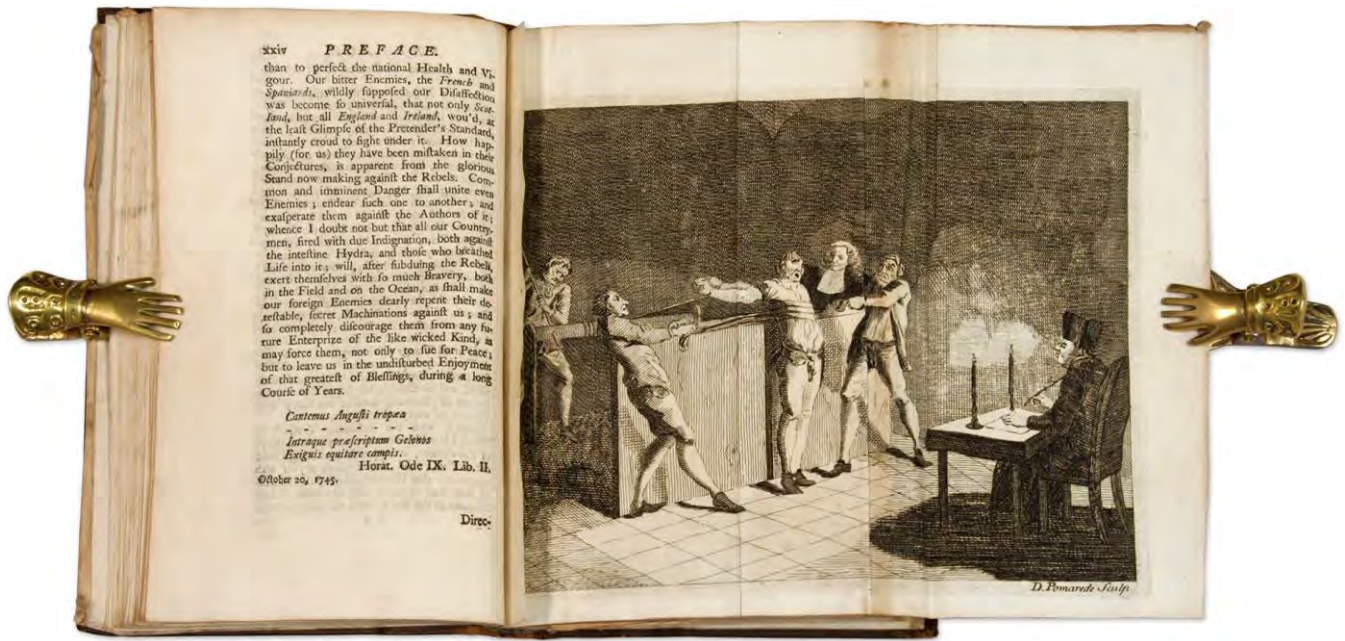 xxiv PREFACE.
than to perfect the national Health and Vi-
gour. Our bitter Enemies, the French and
Spaniards, wildly ſuppoſed our Diſaffection
was become ſo univerſal, that not only Scot-
land, but all England and Ireland, wou'd, at
the leaſt Glimpſe of the Pretender's Standard,
inſtantly croud to fight under it. How hap-
pily (for us) they have been miſtaken in their
Conjectures, is apparent from the glorious
Stand now making againſt the Rebels. Com-
mon and imminent Danger ſhall unite even
Enemies; endear ſuch one to another; and
exaſperate them againſt the Authors of it;
whence I doubt not but that all our Country-
men, fired with due Indignation, both againſt
the inteſtine Hydra, and thoſe who breathed
Life into it; will, after ſubduing the Rebels,
exert themſelves with ſo much Bravery, both
in the Field and on the Ocean, as ſhall make
our foreign Enemies dearly repent their de-
teſtable, ſecret Machinations againſt us; and
ſo completely diſcourage them from any fu-
ture Enterprize of the like wicked Kind, as
may force them, not only to ſue for Peace;
but to leave us in the undiſturbed Enjoyment
of that greateſt of Bleſſings, during a long
Courſe of Years.
Cantemus Auguſti tropæa
- - - - - - - -
Intraque præſcriptum Gelonos
Exiguis equitare campis.
Horat. Ode IX. Lib. II.
October 20, 1745.
Direc-
D. Pomarede Sculp